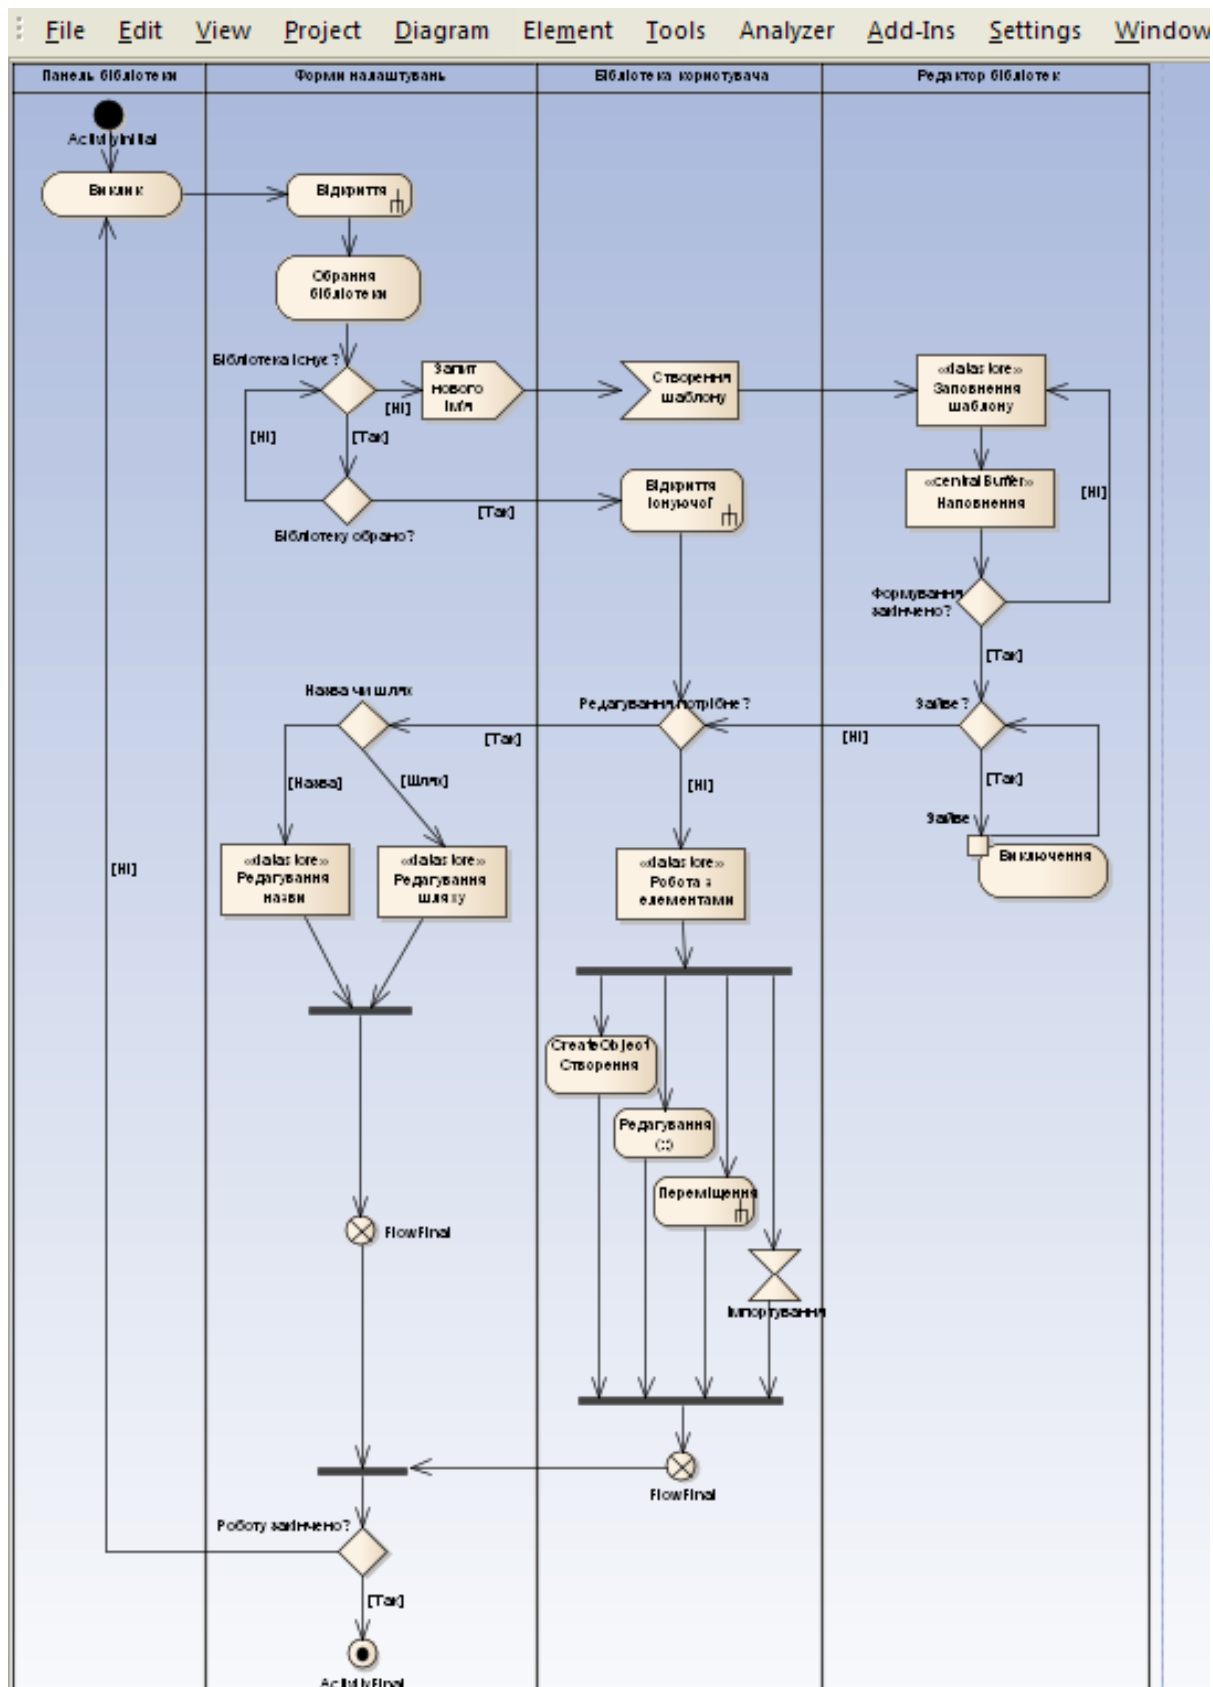 File Edit View Project Diagram Element Tools Analyzer Add-Ins Settings Window
Панель бібліотеки
Форми налаштувань
Бібліотека користувача
Редактор бібліотек
ActivityInitial
Виклик
Відкриття
Обрання
бібліотеки
Бібліотека існує?
[Ні]
Запит
нового
імя
Створення
шаблону
«datastore»
Заповнення
шаблону
[Ні]
[Так]
Бібліотеку обрано?
[Так]
Відкриття
існуючої
«centralBuffer»
Наповнення
[Ні]
Формування
закінчено?
[Так]
Назва чи шлях
Редагування потрібне?
Зайве?
[Так]
[Ні]
[Назва]
[Шлях]
[Ні]
[Так]
Зайве
Виключення
«datastore»
Редагування
назви
«datastore»
Редагування
шляху
«datastore»
Робота з
елементами
[Ні]
CreateObject
Створення
Редагування
Переміщення
FlowFinal
Імпортування
FlowFinal
Роботу закінчено?
[Так]
ActivityFinal